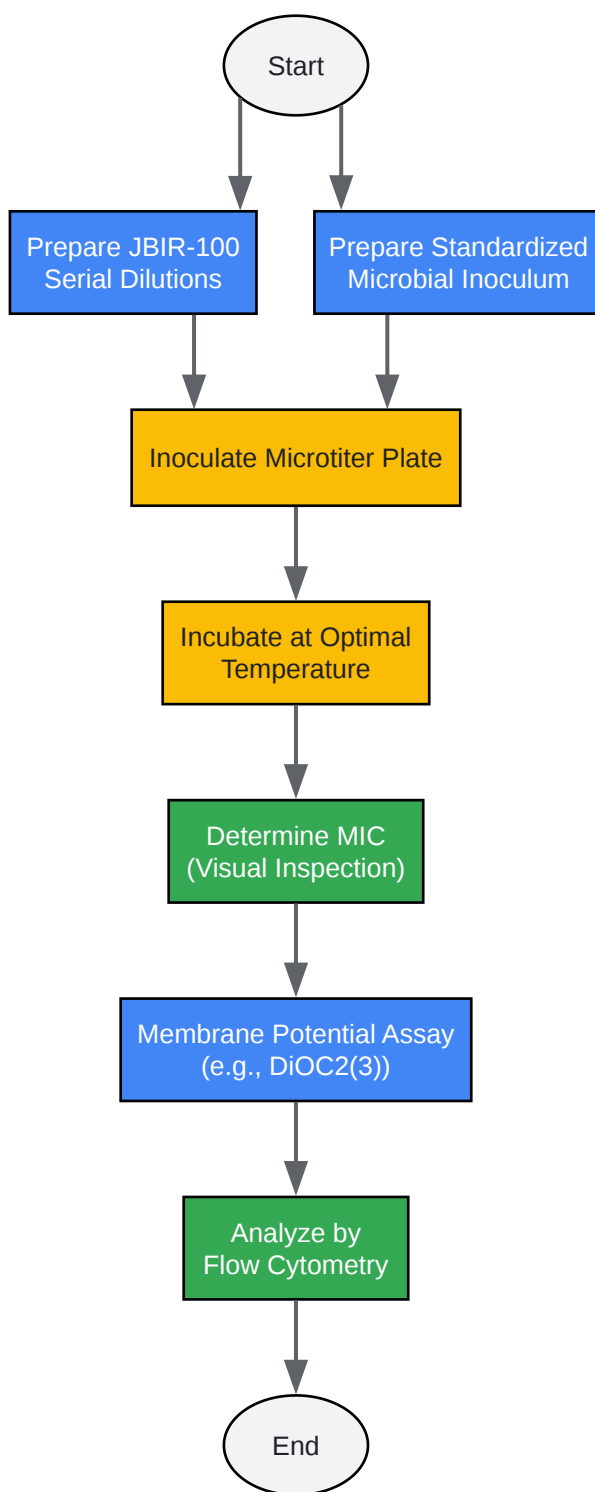 Start
Prepare JBIR-100
Serial Dilutions
Prepare Standardized
Microbial Inoculum
Inoculate Microtiter Plate
Incubate at Optimal
Temperature
Determine MIC
(Visual Inspection)
Membrane Potential Assay
(e.g., DiOC2(3))
Analyze by
Flow Cytometry
End